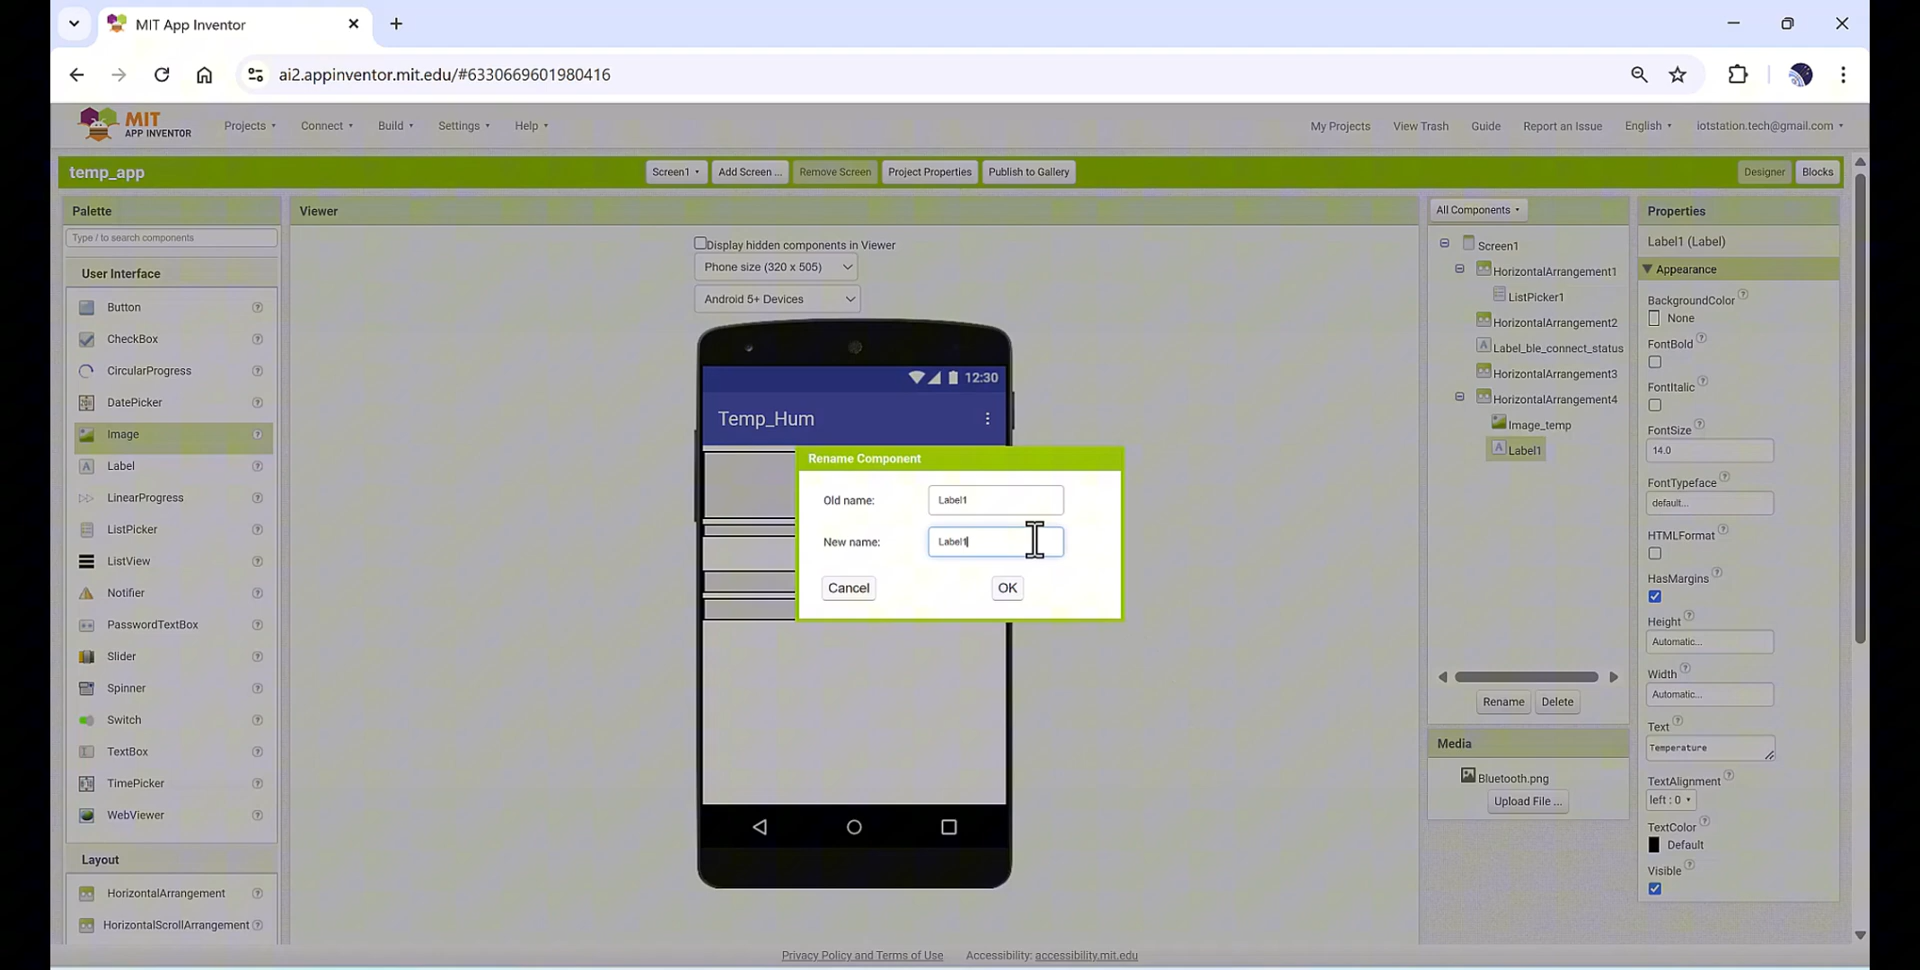 MIT App Inventor
ai2.appinventor.mit.edu/#6330669601980416
MIT
APP INVENTOR
Projects
Connect
Build
Settings
Help
My Projects
View Trash
Guide
Report an Issue
English
iotstation.tech@gmail.com
temp_app
Screen1
Add Screen ...
Remove Screen
Project Properties
Publish to Gallery
Designer
Blocks
Palette
Type / to search components
User Interface
Button
CheckBox
CircularProgress
DatePicker
Image
Label
LinearProgress
ListPicker
ListView
Notifier
PasswordTextBox
Slider
Spinner
Switch
TextBox
TimePicker
WebViewer
Layout
HorizontalArrangement
HorizontalScrollArrangement
Viewer
Display hidden components in Viewer
Phone size (320 x 505)
Android 5+ Devices
12:30
Temp_Hum
Rename Component
Old name:
Label1
New name:
Label1
Cancel
OK
All Components
Screen1
HorizontalArrangement1
ListPicker1
HorizontalArrangement2
Label_ble_connect_status
HorizontalArrangement3
HorizontalArrangement4
Image_temp
Label1
Rename
Delete
Media
Bluetooth.png
Upload File ...
Properties
Label1 (Label)
Appearance
BackgroundColor
None
FontBold
FontItalic
FontSize
14.0
FontTypeface
default...
HTMLFormat
HasMargins
Height
Automatic...
Width
Automatic...
Text
Temperature
TextAlignment
left : 0
TextColor
Default
Visible
Privacy Policy and Terms of Use
Accessibility: accessibility.mit.edu